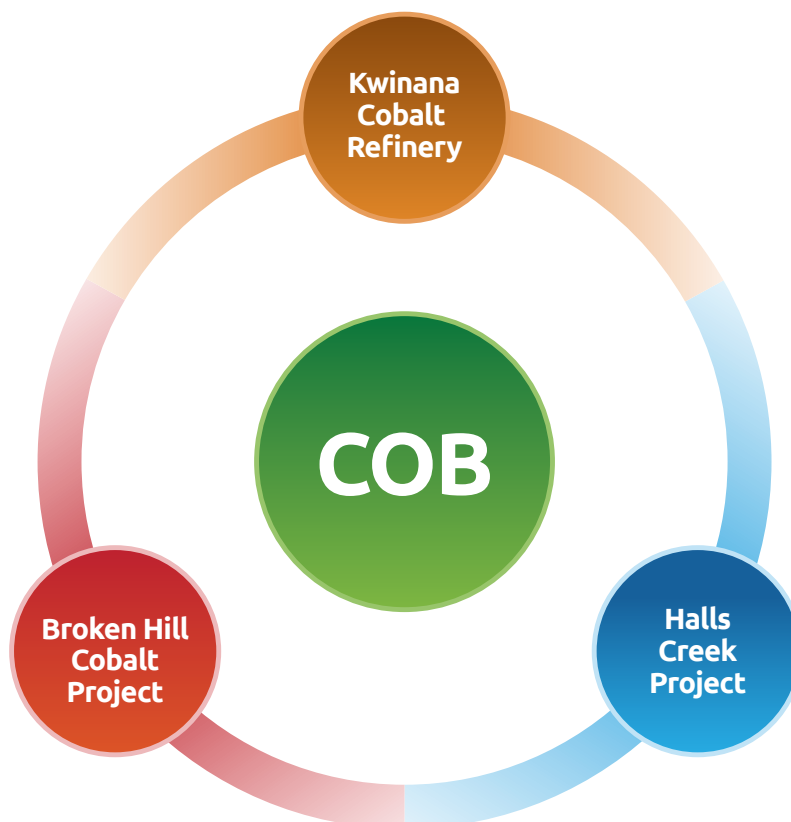 Kwinana
Cobalt
Refinery
COB
Broken Hill
Cobalt
Project
Halls
Creek
Project